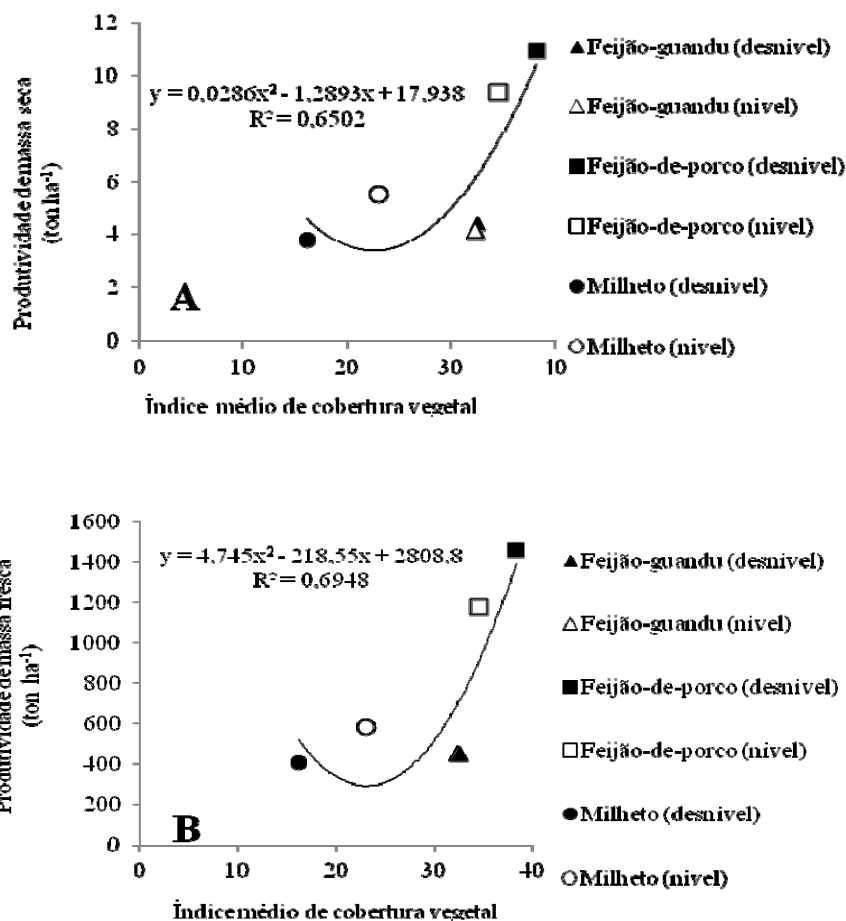 12
10
8
6
4
2
0
Produtividade de massa seca
(ton ha⁻¹)
y = 0,0286x² - 1,2893x + 17,938
R² = 0,6502
A
0 10 20 30 40
Índice médio de cobertura vegetal
Feijão-guandu (desnivel)
Feijão-guandu (nivel)
Feijão-de-porco (desnivel)
Feijão-de-porco (nivel)
Milheto (desnivel)
Milheto (nivel)
1600
1400
1200
1000
800
600
400
200
0
Produtividade de massa fresca
(ton ha⁻¹)
y = 4,745x² - 218,55x + 2808,8
R² = 0,6948
B
0 10 20 30 40
Índice médio de cobertura vegetal
Feijão-guandu (desnivel)
Feijão-guandu (nivel)
Feijão-de-porco (desnivel)
Feijão-de-porco (nivel)
Milheto (desnivel)
Milheto (nivel)